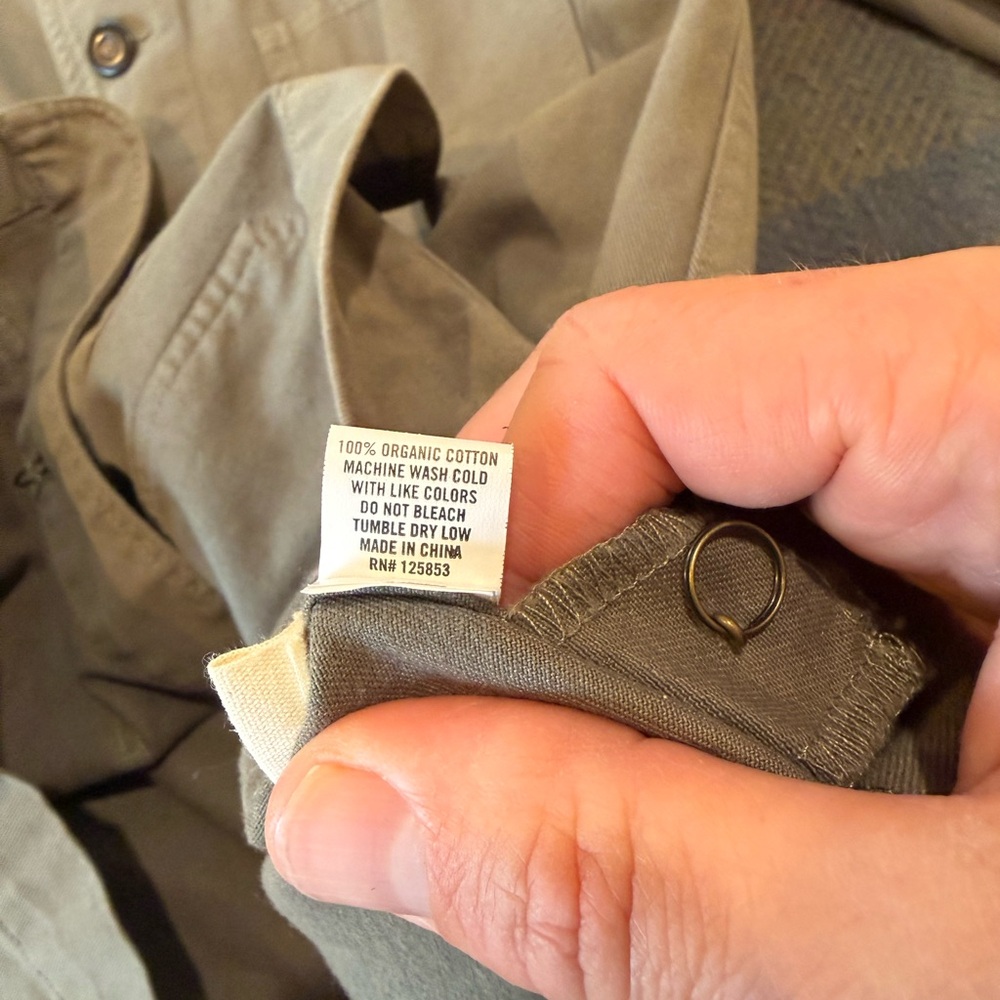 100% ORGANIC COTTON
MACHINE WASH COLD
WITH LIKE COLORS
DO NOT BLEACH
TUMBLE DRY LOW
MADE IN CHINA
RN# 125853